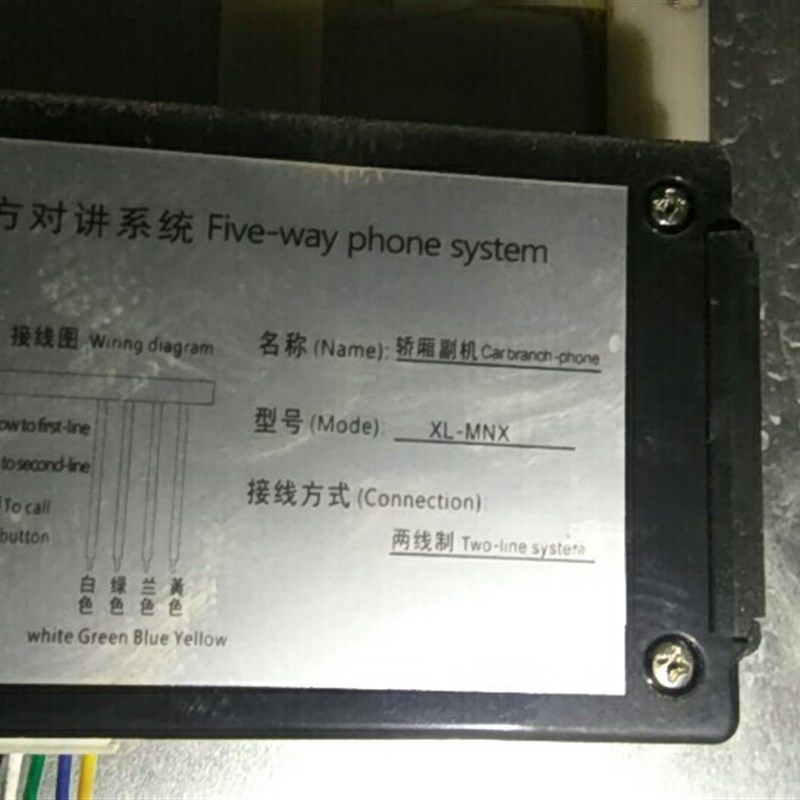 方对讲系统 Five-way phone system
接线图 Wiring diagram
名称 (Name): 轿厢副机 Car branch-phone
ow to first-line
型号 (Mode): XL-MNX
to second-line
接线方式 (Connection):
To call
button
两线制 Two-line system
白色 绿色 兰色 黃色
white Green Blue Yellow